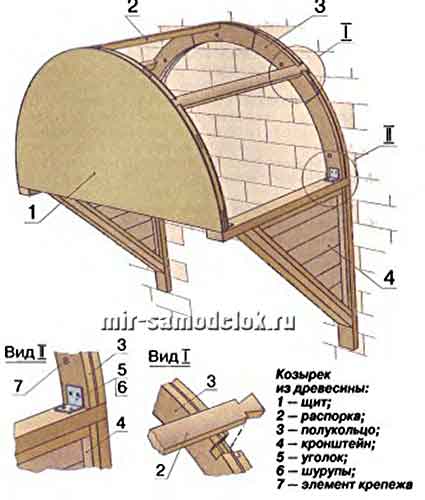 2
3
I
II
1
4
mir-samodelok.ru
Вид II
3
7
5
6
4
Вид I
3
2
Козырек
из древесины:
1 – щит;
2 – распорка;
3 – полукольцо;
4 – кронштейн;
5 – уголок;
6 – шурупы;
7 – элемент крепежа